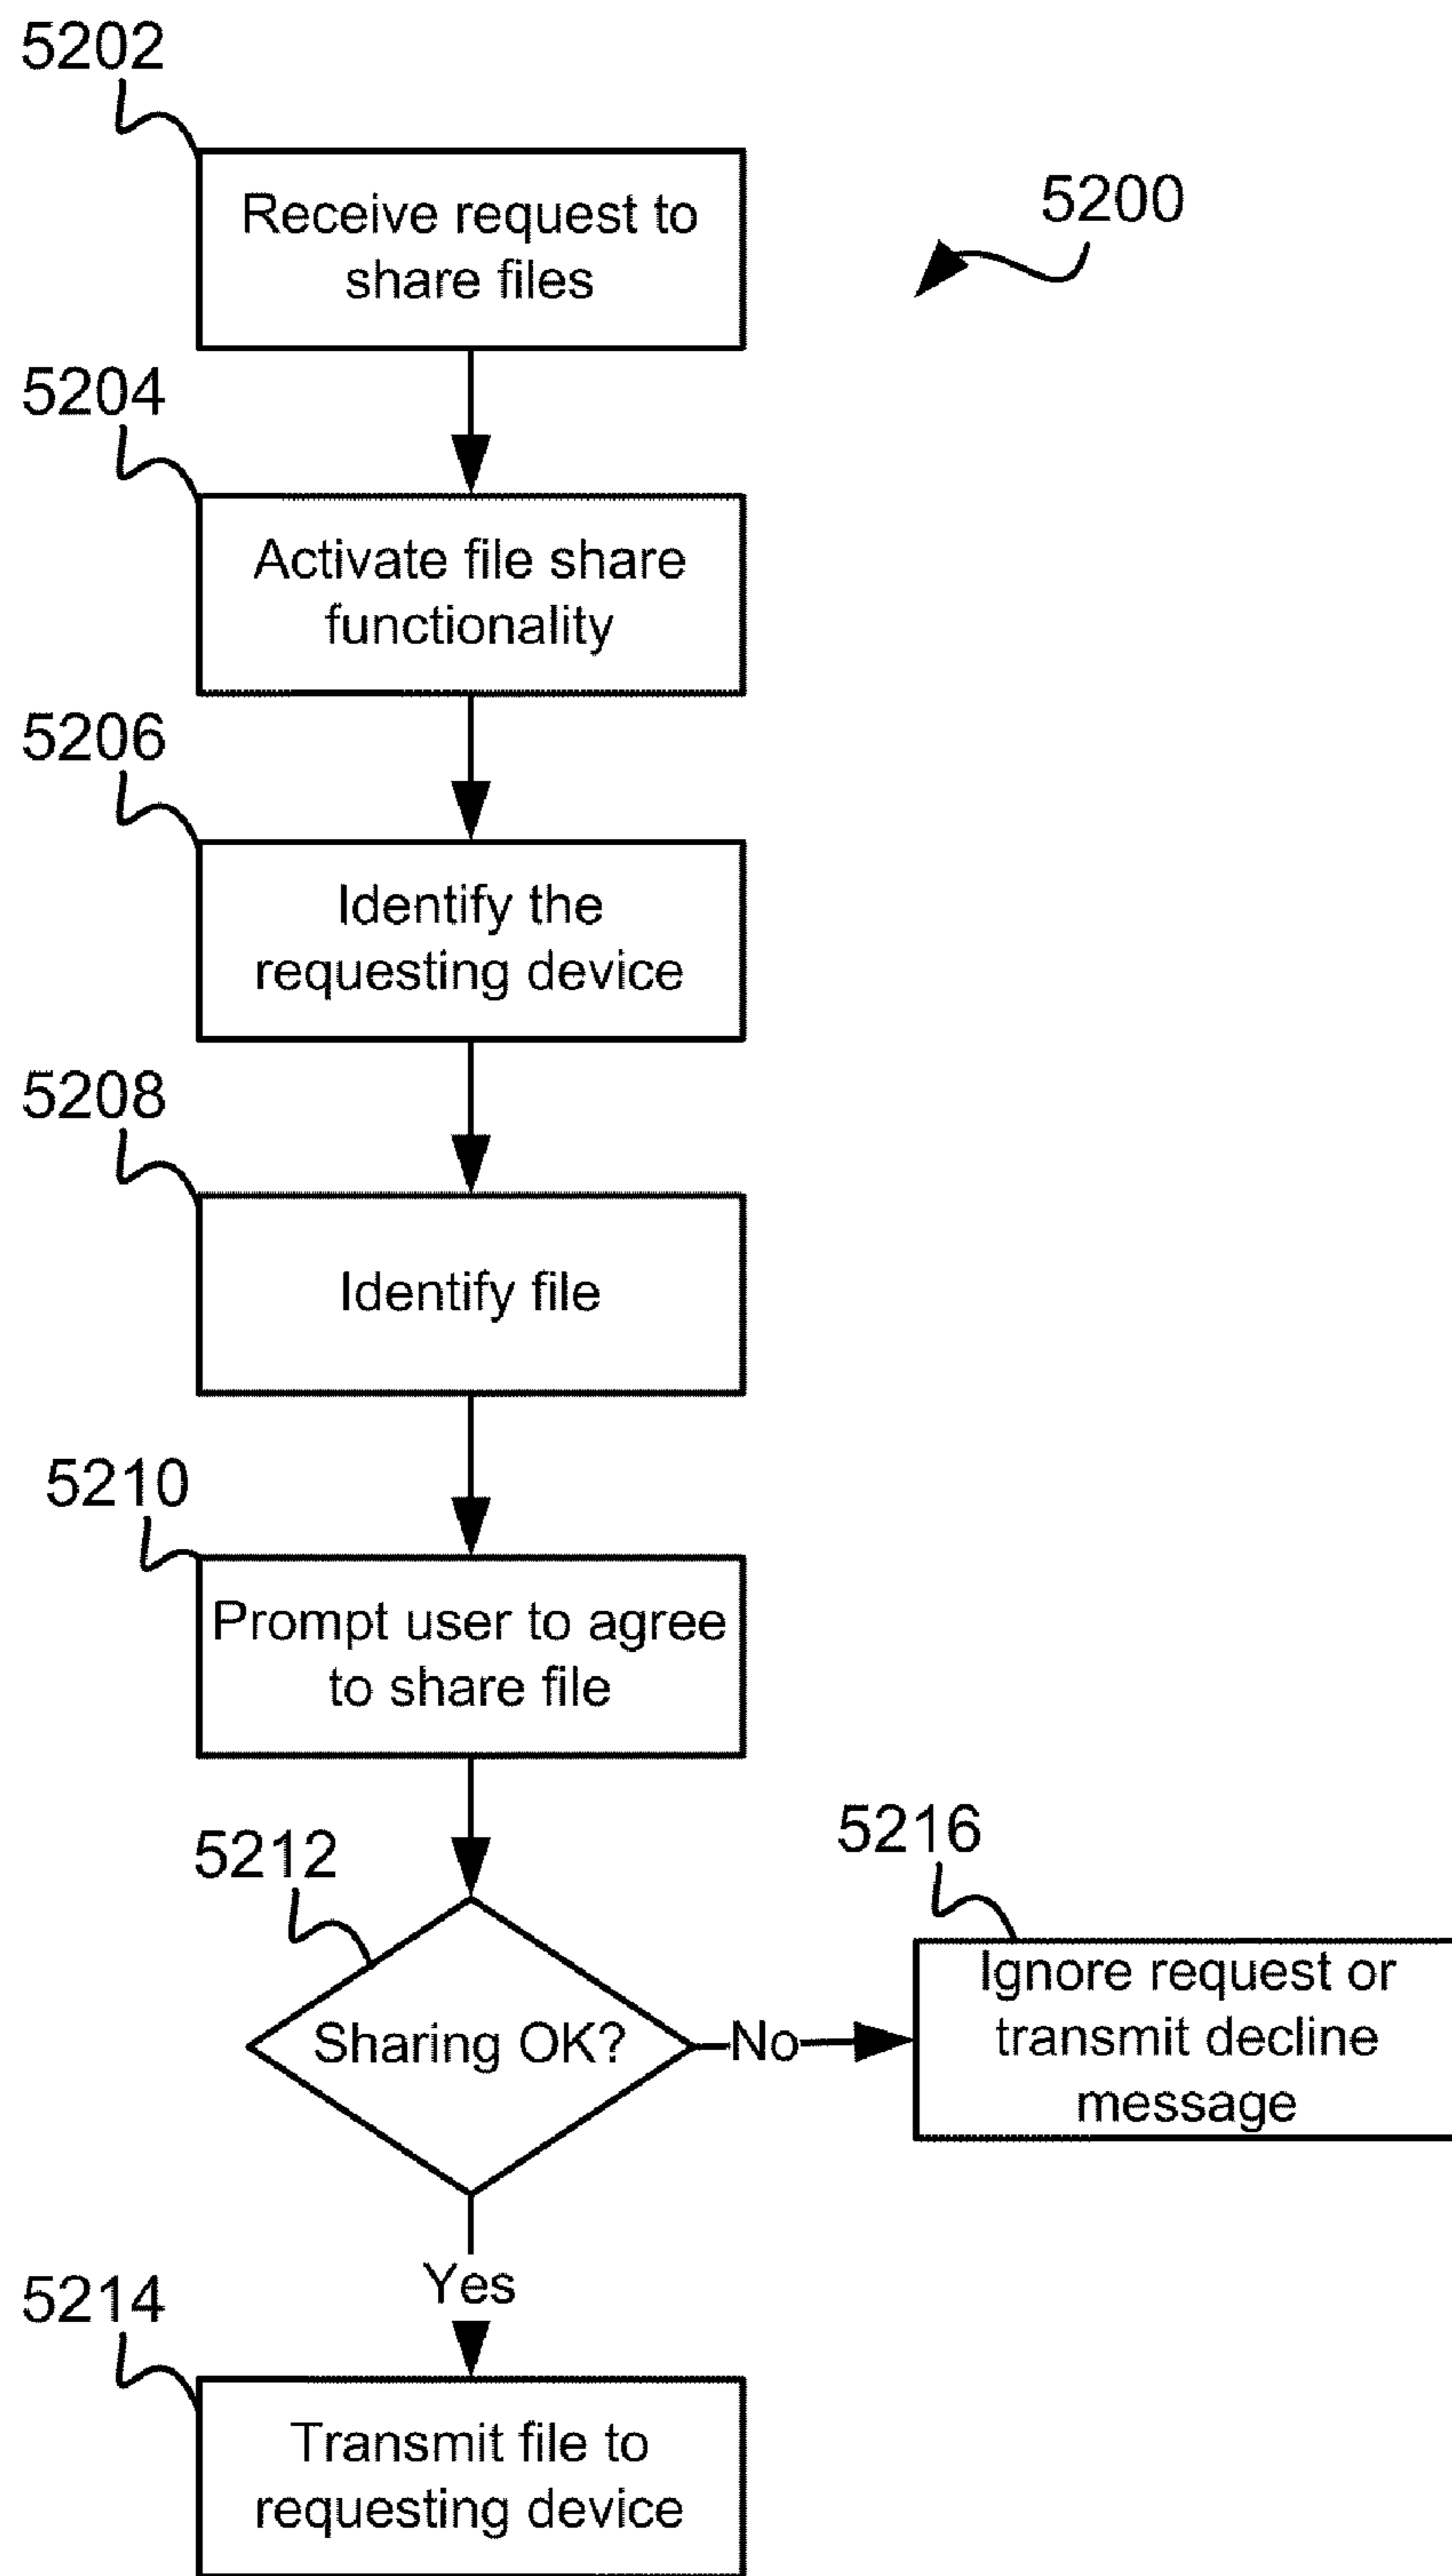 5202
Receive request to
share files
5200
5204
Activate file share
functionality
5206
Identify the
requesting device
5208
Identify file
5210
Prompt user to agree
to share file
5212
Sharing OK?
No
5216
Ignore request or
transmit decline
message
Yes
5214
Transmit file to
requesting device